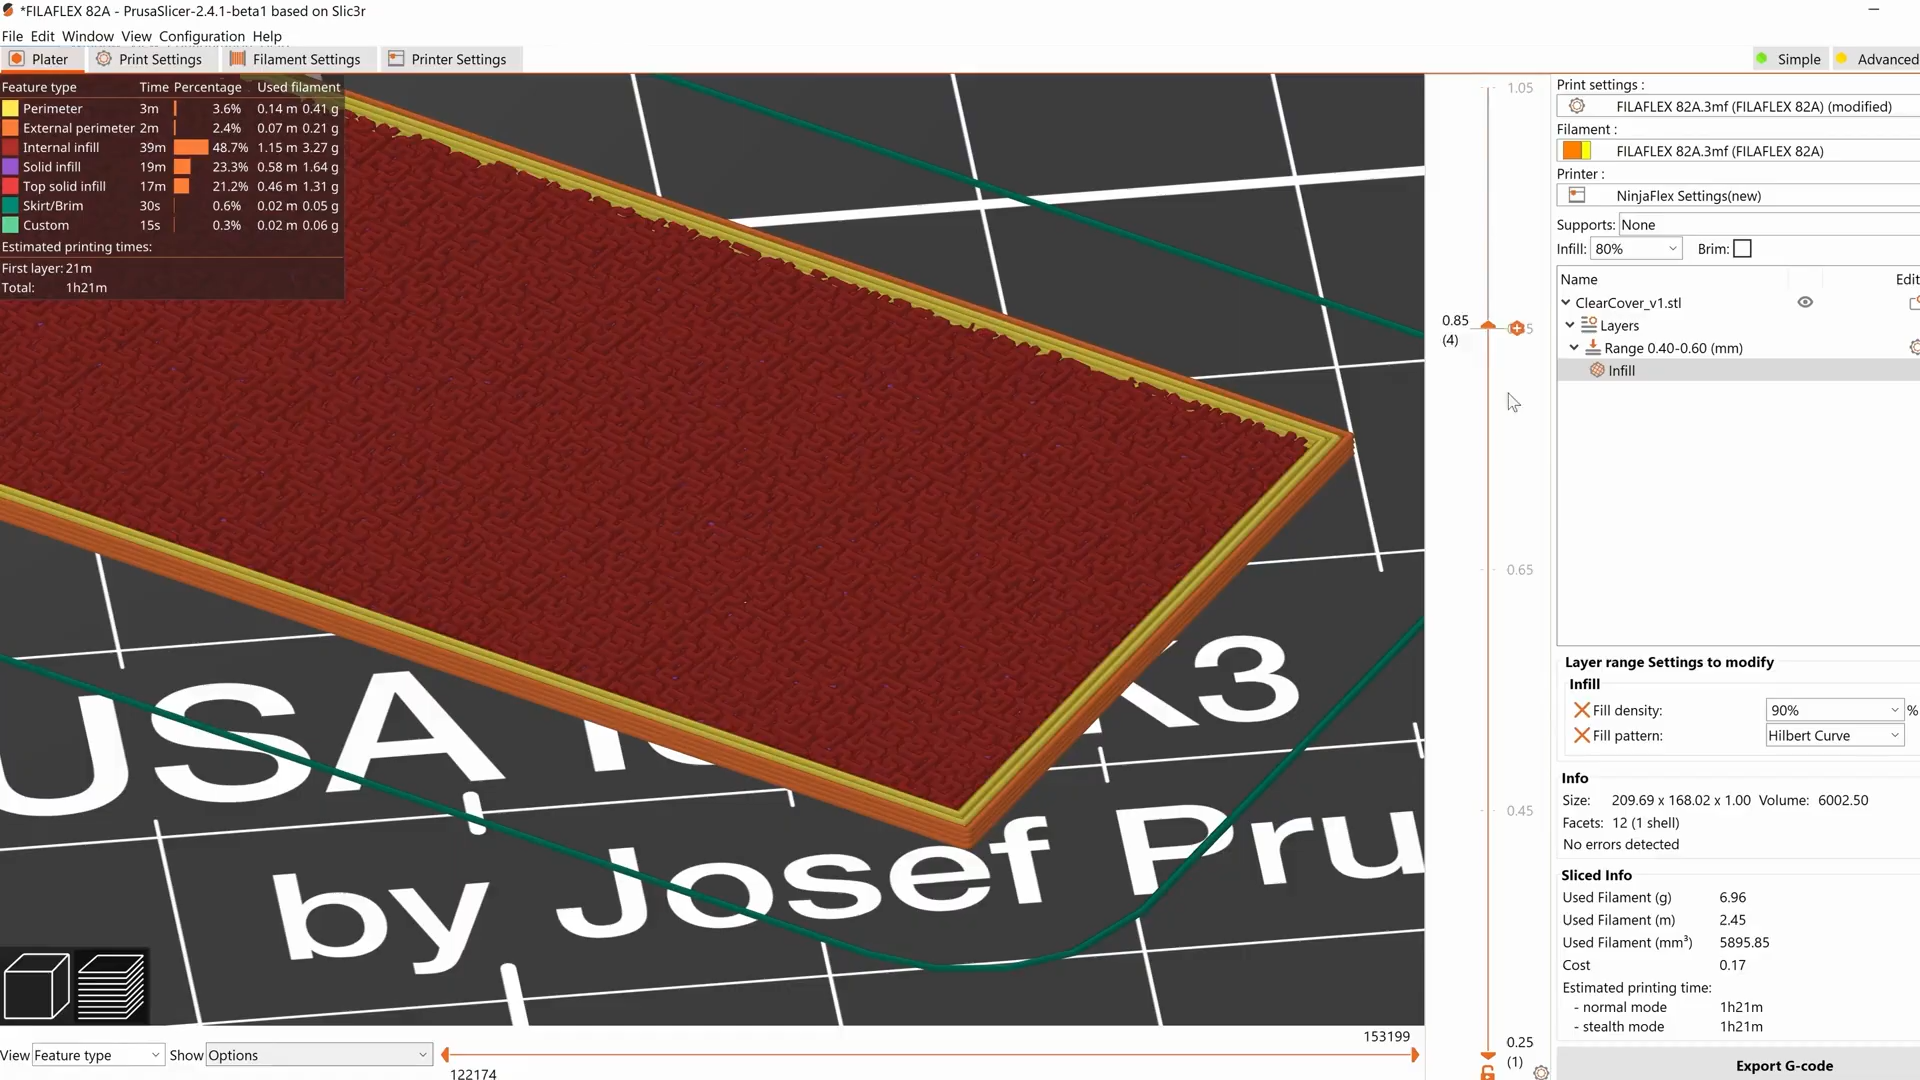 *FILAFLEX 82A - PrusaSlicer-2.4.1-beta1 based on Slic3r
File Edit Window View Configuration Help
Plater Print Settings Filament Settings Printer Settings
Simple Advanced
Feature type Time Percentage Used filament
Perimeter 3m 3.6% 0.14 m 0.41 g
External perimeter 2m 2.4% 0.07 m 0.21 g
Internal infill 39m 48.7% 1.15 m 3.27 g
Solid infill 19m 23.3% 0.58 m 1.64 g
Top solid infill 17m 21.2% 0.46 m 1.31 g
Skirt/Brim 30s 0.6% 0.02 m 0.05 g
Custom 15s 0.3% 0.02 m 0.06 g
Estimated printing times:
First layer: 21m
Total: 1h21m
USA
K3
by Josef Pru
1.05
0.85
(4)
0.65
0.45
0.25
(1)
Print settings :
FILAFLEX 82A.3mf (FILAFLEX 82A) (modified)
Filament :
FILAFLEX 82A.3mf (FILAFLEX 82A)
Printer :
NinjaFlex Settings(new)
Supports: None
Infill: 80% Brim:
Name Edit
ClearCover_v1.stl
Layers
Range 0.40-0.60 (mm)
Infill
Layer range Settings to modify
Infill
Fill density: 90% %
Fill pattern: Hilbert Curve
Info
Size: 209.69 x 168.02 x 1.00 Volume: 6002.50
Facets: 12 (1 shell)
No errors detected
Sliced Info
Used Filament (g) 6.96
Used Filament (m) 2.45
Used Filament (mm³) 5895.85
Cost 0.17
Estimated printing time:
- normal mode 1h21m
- stealth mode 1h21m
Export G-code
View Feature type Show Options
153199
122174